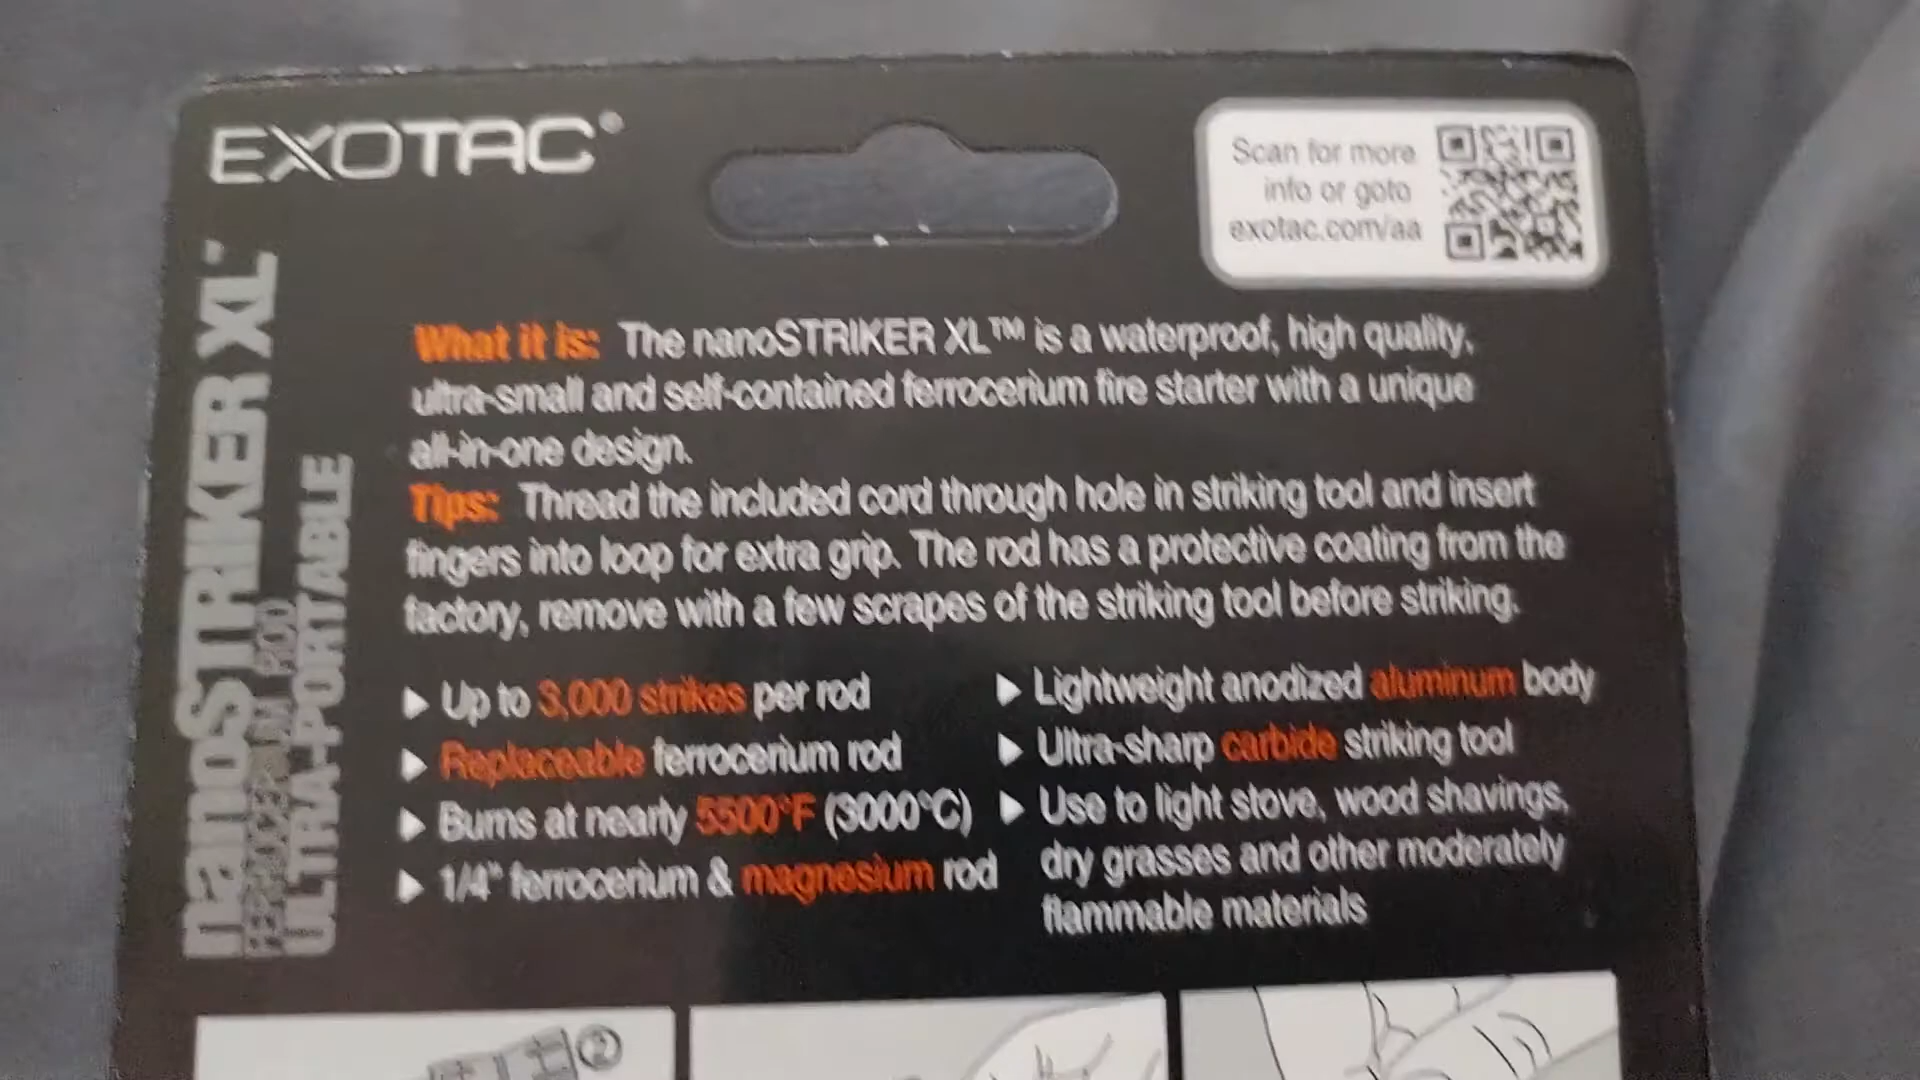 EXOTAC®
Scan for more
info or goto
exotac.com/aa
nanoSTRIKER XL™
FERROCERIUM ROD
ULTRA-PORTABLE
What it is: The nanoSTRIKER XL™ is a waterproof, high quality,
ultra-small and self-contained ferrocerium fire starter with a unique
all-in-one design.
Tips: Thread the included cord through hole in striking tool and insert
fingers into loop for extra grip. The rod has a protective coating from the
factory, remove with a few scrapes of the striking tool before striking.
Up to 3,000 strikes per rod
Replaceable ferrocerium rod
Burns at nearly 5500°F (3000°C)
1/4" ferrocerium & magnesium rod
Lightweight anodized aluminum body
Ultra-sharp carbide striking tool
Use to light stove, wood shavings,
dry grasses and other moderately
flammable materials
2